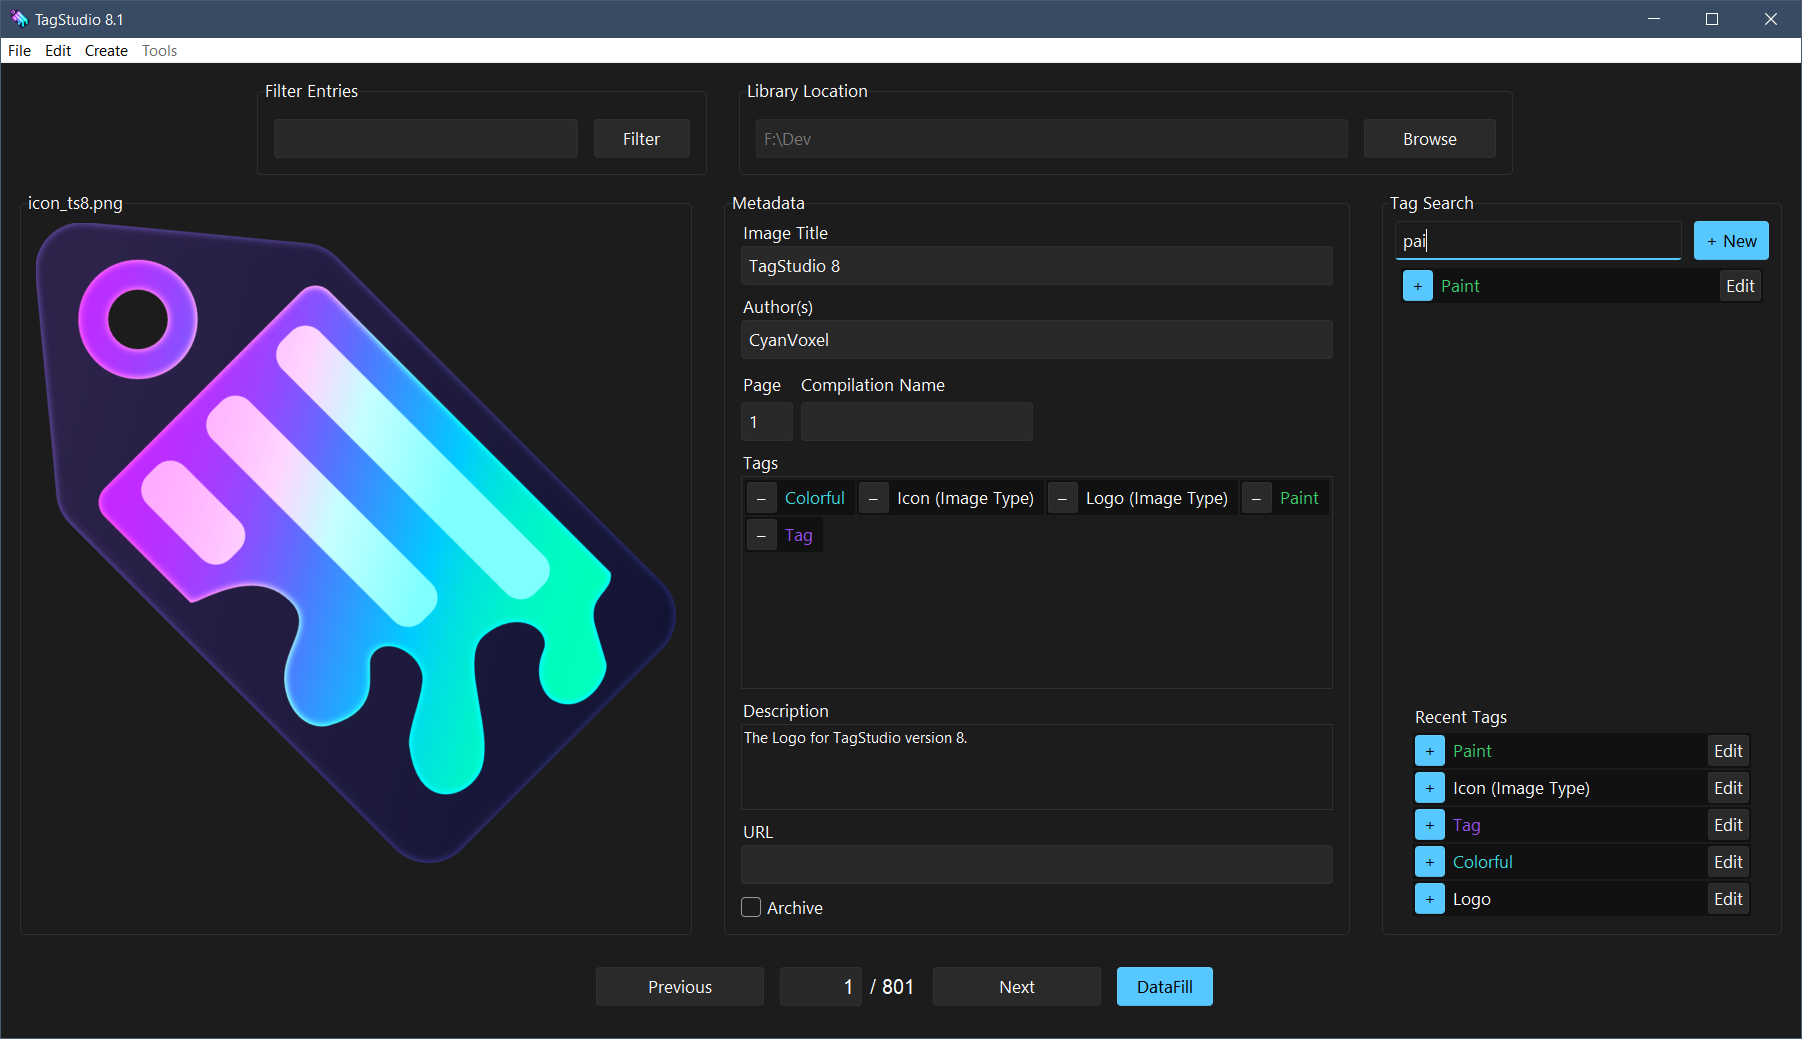 TagStudio 8.1
File Edit Create Tools
Filter Entries
Filter
Library Location
F:\Dev
Browse
icon_ts8.png
Metadata
Image Title
TagStudio 8
Author(s)
CyanVoxel
Page Compilation Name
1
Tags
– Colorful – Icon (Image Type) – Logo (Image Type) – Paint
– Tag
Description
The Logo for TagStudio version 8.
URL
Archive
Tag Search
pai
+ New
+ Paint Edit
Recent Tags
+ Paint Edit
+ Icon (Image Type) Edit
+ Tag Edit
+ Colorful Edit
+ Logo Edit
Previous 1 / 801 Next DataFill